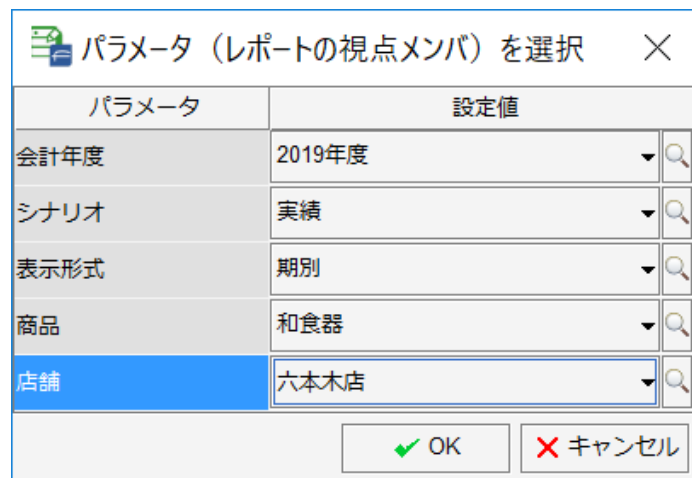 パラメータ（レポートの視点メンバ）を選択
パラメータ 設定値
会計年度 2019年度
シナリオ 実績
表示形式 期別
商品 和食器
店舗 六本木店
OK キャンセル